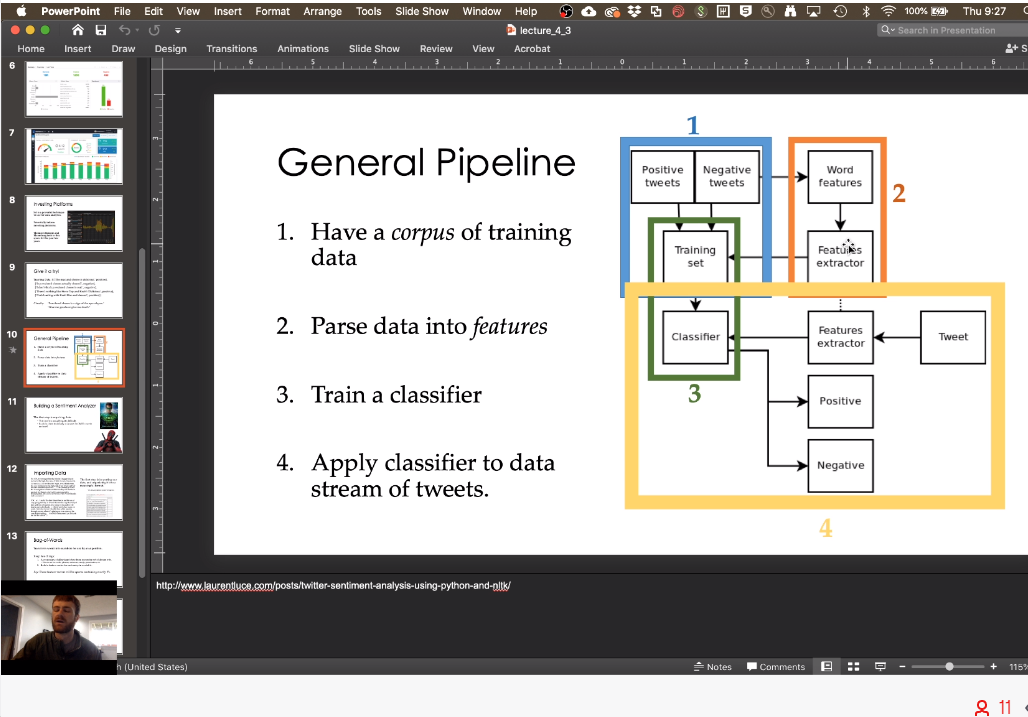 PowerPoint File Edit View Insert Format Arrange Tools Slide Show Window Help 100% Thu 9:27
lecture_4_3
Search in Presentation
Home Insert Draw Design Transitions Animations Slide Show Review View Acrobat
6
7
8
Investing Platforms
9
Give it a try!
10
General Pipeline
11
Building a Sentiment Analyzer
12
Importing Data
13
Bag-of-Words
General Pipeline
1. Have a corpus of training
data
2. Parse data into features
3. Train a classifier
4. Apply classifier to data
stream of tweets.
1
Positive
tweets
Negative
tweets
Word
features
2
Training
set
Features
extractor
Classifier
Features
extractor
Tweet
3
Positive
Negative
4
http://www.laurentluce.com/posts/twitter-sentiment-analysis-using-python-and-nltk/
(United States)
Notes Comments 115%
11